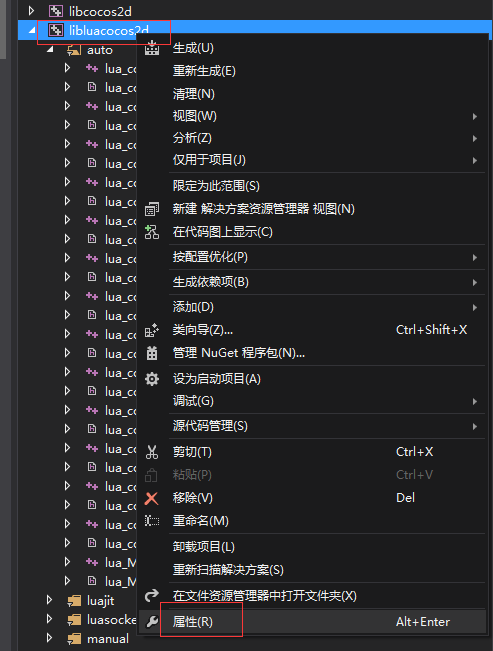 libcocos2d
libluacocos2d
auto
生成(U)
lua_co
重新生成(E)
lua_co
清理(N)
lua_co
视图(W)
lua_co
分析(Z)
lua_co
仅用于项目(J)
lua_co
限定为此范围(S)
lua_co
新建 解决方案资源管理器 视图(N)
lua_co
在代码图上显示(C)
lua_co
按配置优化(P)
lua_co
生成依赖项(B)
lua_co
添加(D)
lua_co
类向导(Z)... Ctrl+Shift+X
lua_co
管理 NuGet 程序包(N)...
lua_co
设为启动项目(A)
lua_co
调试(G)
lua_co
源代码管理(S)
lua_co
剪切(T) Ctrl+X
lua_co
粘贴(P) Ctrl+V
lua_co
移除(V) Del
lua_co
重命名(M)
lua_co
卸载项目(L)
lua_co
重新扫描解决方案(S)
lua_M
lua_M
在文件资源管理器中打开文件夹(X)
luajit
属性(R) Alt+Enter
luasocke
manual